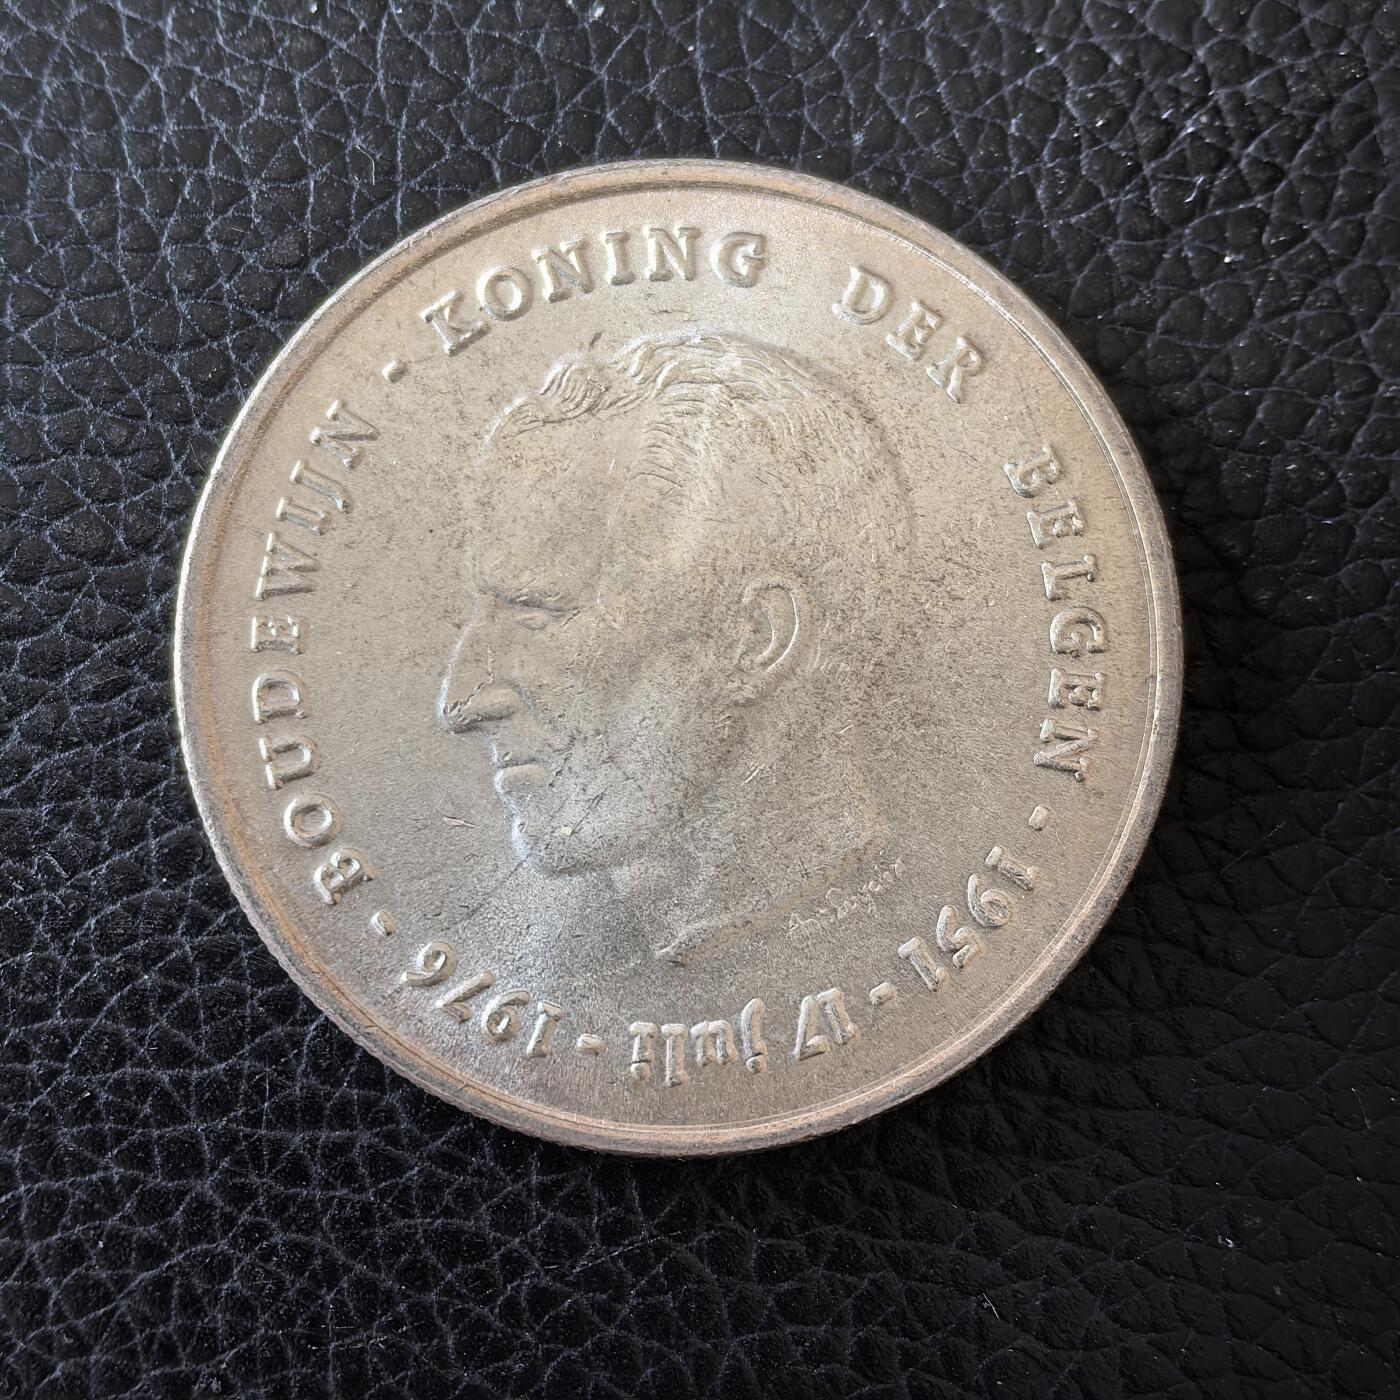 BOUDEWIJN · KONING DER BELGEN · 1951 - 17 juli - 1976 -